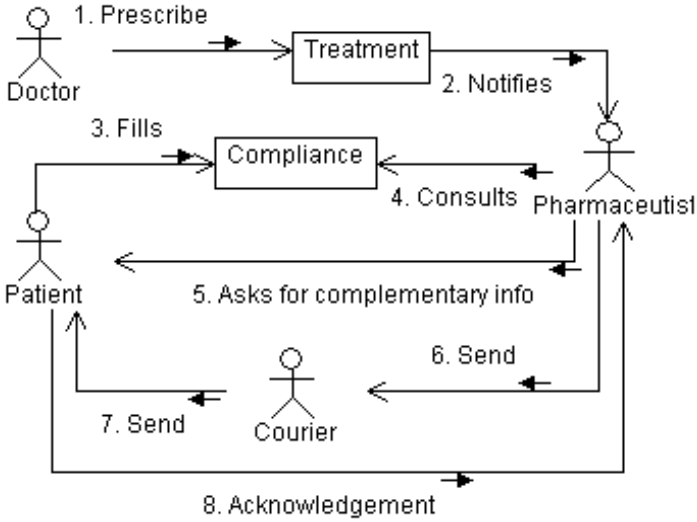 1. Prescribe
Treatment
Doctor
2. Notifies
3. Fills
Compliance
4. Consults
Pharmaceutist
Patient
5. Asks for complementary info
6. Send
7. Send
Courier
8. Acknowledgement